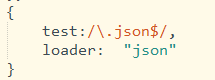 {
test:/\.json$/,
loader: "json"
}